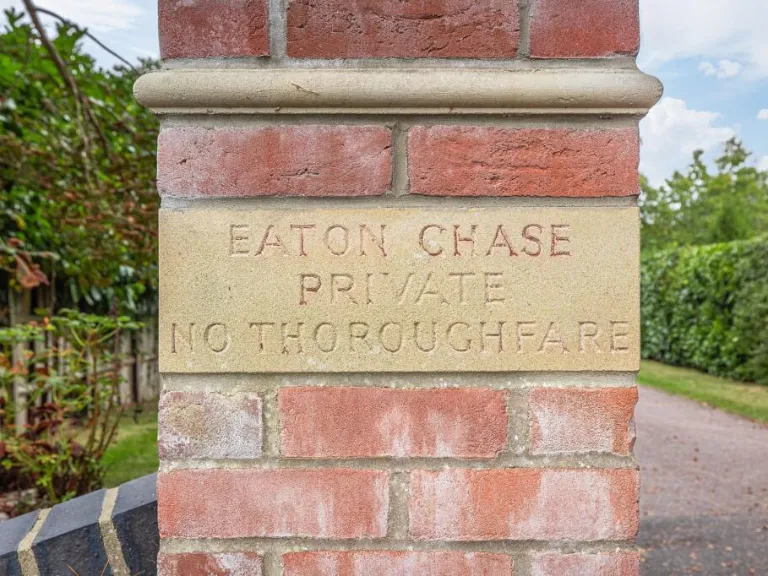 EATON CHASE
PRIVATE
NO THOROUGHFARE